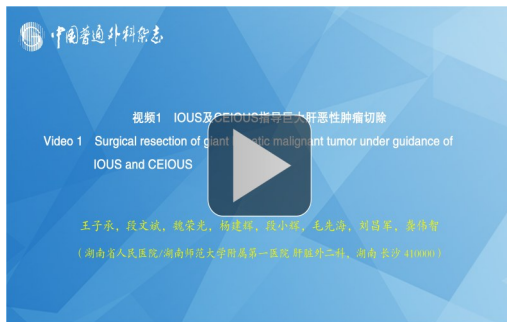 中国普通外科杂志
视频1 IOUS及CEIOUS指导巨大肝恶性肿瘤切除
Video 1 Surgical resection of giant hepatic malignant tumor under guidance of
IOUS and CEIOUS
王子承，段文斌，魏荣光，杨建辉，段小辉，毛先海，刘昌军，龚伟智
（湖南省人民医院/湖南师范大学附属第一医院 肝脏外二科，湖南 长沙 410000）